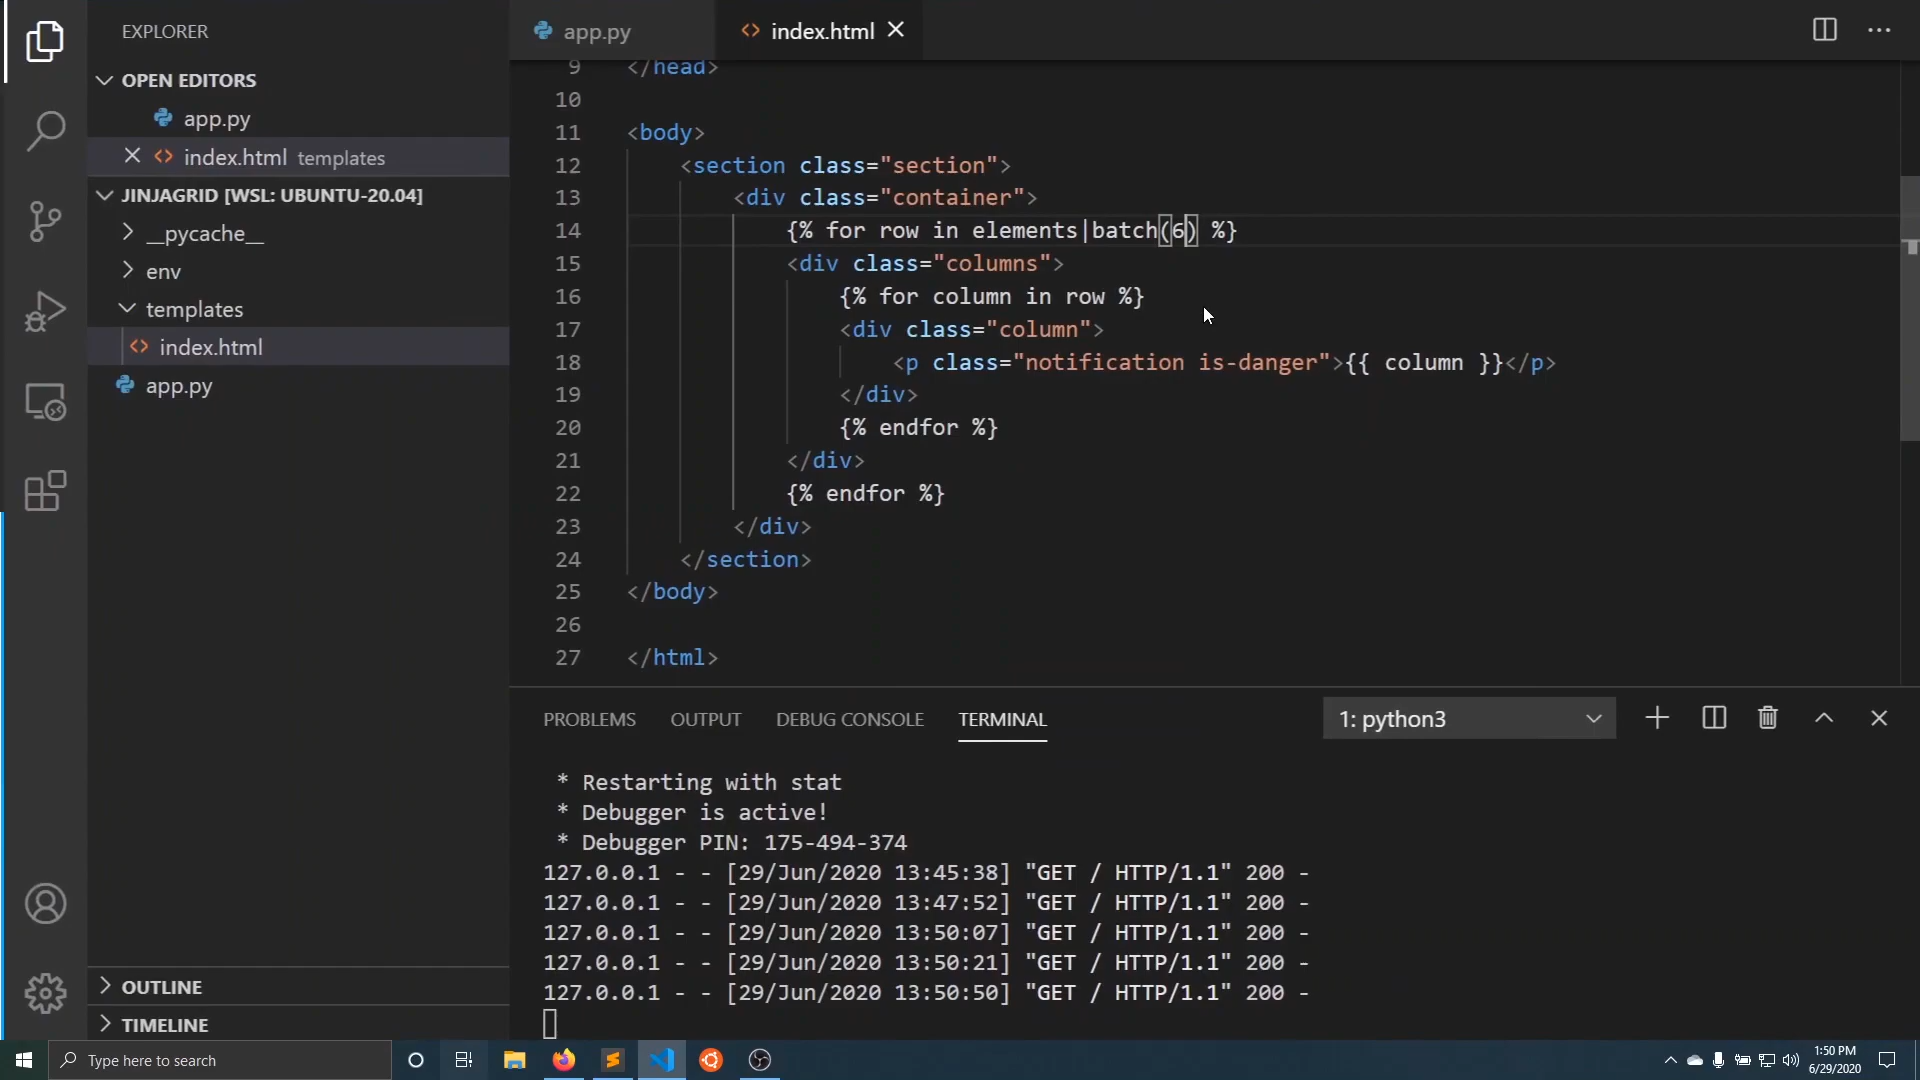 EXPLORER
OPEN EDITORS
app.py
index.html templates
JINJAGRID [WSL: UBUNTU-20.04]
__pycache__
env
templates
index.html
app.py
OUTLINE
TIMELINE
app.py
index.html
9 </head>
10
11 <body>
12 <section class="section">
13 <div class="container">
14 {% for row in elements|batch(6) %}
15 <div class="columns">
16 {% for column in row %}
17 <div class="column">
18 <p class="notification is-danger">{{ column }}</p>
19 </div>
20 {% endfor %}
21 </div>
22 {% endfor %}
23 </div>
24 </section>
25 </body>
26
27 </html>
PROBLEMS OUTPUT DEBUG CONSOLE TERMINAL 1: python3
* Restarting with stat
* Debugger is active!
* Debugger PIN: 175-494-374
127.0.0.1 - - [29/Jun/2020 13:45:38] "GET / HTTP/1.1" 200 -
127.0.0.1 - - [29/Jun/2020 13:47:52] "GET / HTTP/1.1" 200 -
127.0.0.1 - - [29/Jun/2020 13:50:07] "GET / HTTP/1.1" 200 -
127.0.0.1 - - [29/Jun/2020 13:50:21] "GET / HTTP/1.1" 200 -
127.0.0.1 - - [29/Jun/2020 13:50:50] "GET / HTTP/1.1" 200 -
Type here to search
1:50 PM
6/29/2020